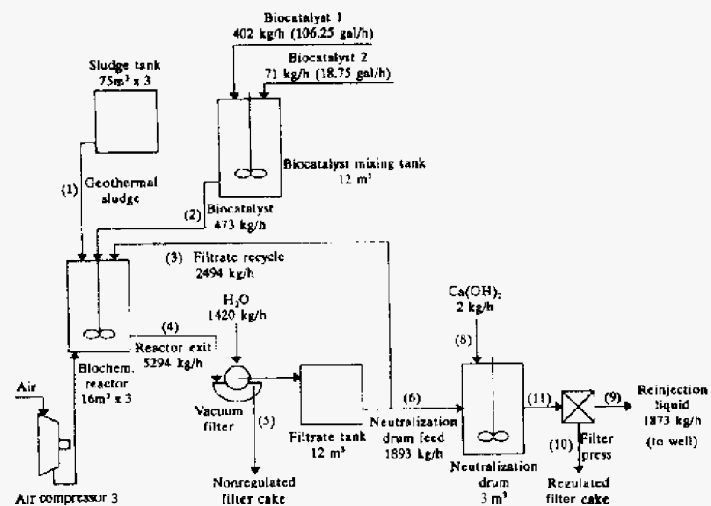 Biocatalyst 1
402 kg/h (106.25 gal/h)
Biocatalyst 2
71 kg/h (18.75 gal/h)
Sludge tank
75m³ x 3
Biocatalyst mixing tank
12 m³
(1)
Geothermal
sludge
(2)
Biocatalyst
473 kg/h
(3) Filtrate recycle
2494 kg/h
H₂O
1420 kg/h
Ca(OH)₂
2 kg/h
(8)
(4)
Reactor exit
5294 kg/h
Biochem.
reactor
16m³ x 3
Air
Vacuum
filter
(5)
Filtrate tank
12 m³
(6)
Neutralization
drum feed
1893 kg/h
(11)
(9)
Reinjection
liquid
1873 kg/h
(to well)
(10)
Filter
press
Neutralization
drum
3 m³
Air compressor 3
Nonregulated
filter cake
Regulated
filter cake